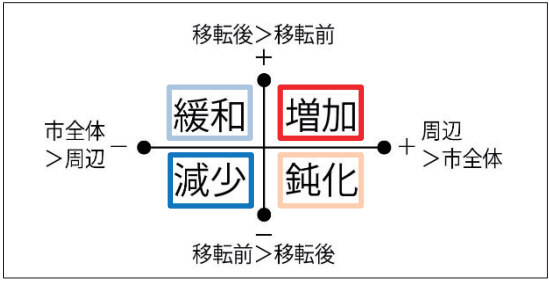 移転後＞移転前
＋
緩和 増加
市全体
＞周辺
－
＋
周辺
＞市全体
減少 鈍化
－
移転前＞移転後